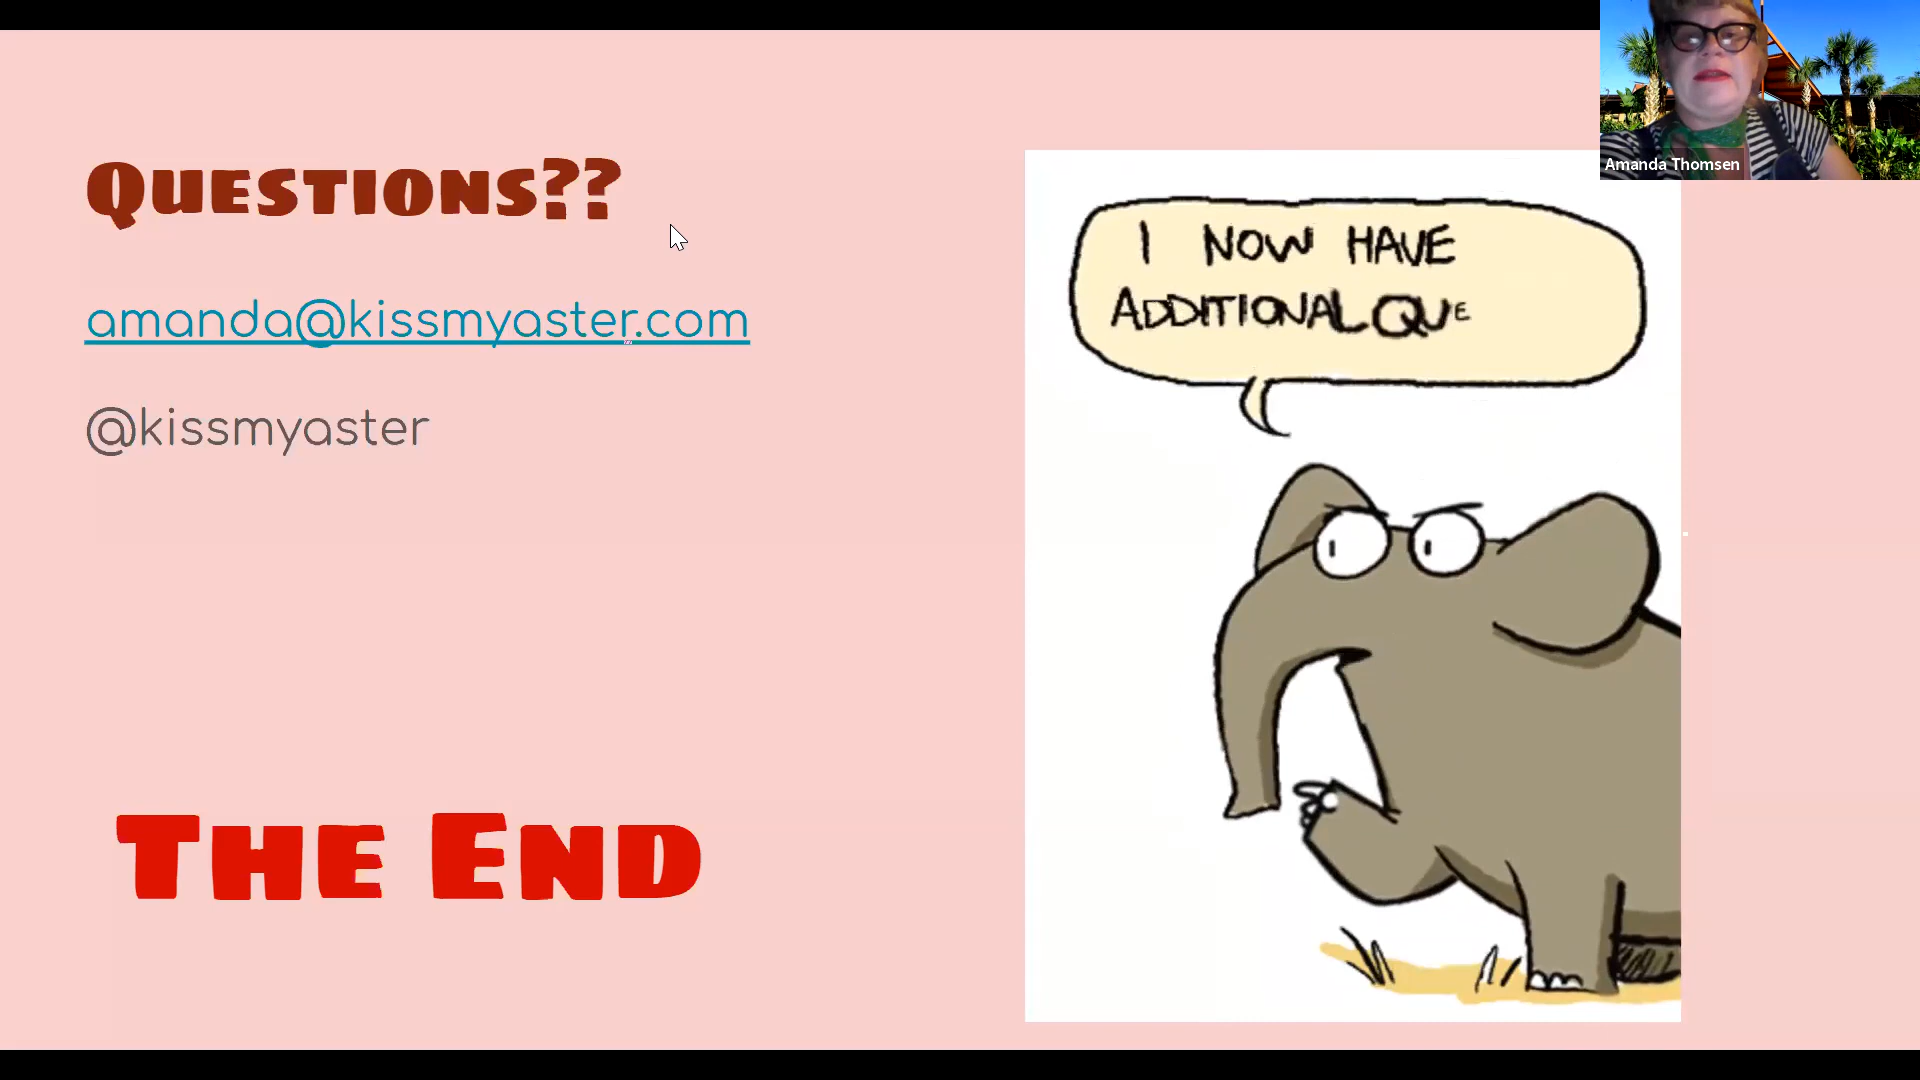 Questions??
amanda@kissmyaster.com
@kissmyaster
The End
I NOW HAVE
ADDITIONAL QUE
Amanda Thomsen